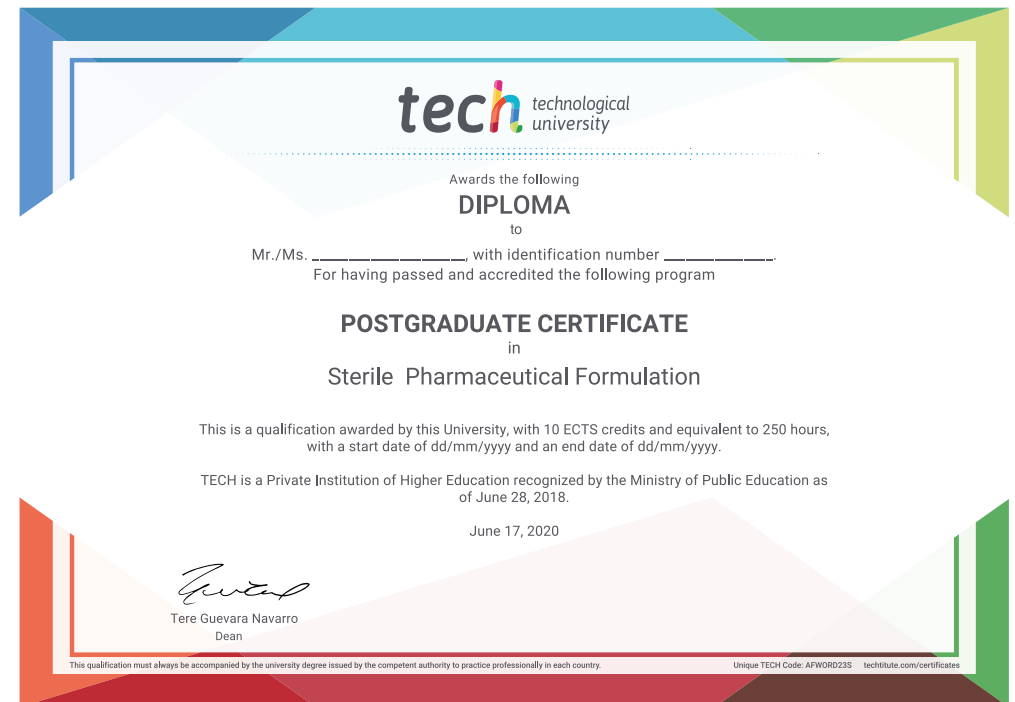 tech technological
university
Awards the following
DIPLOMA
to
Mr./Ms. _________________, with identification number ____________.
For having passed and accredited the following program
POSTGRADUATE CERTIFICATE
in
Sterile Pharmaceutical Formulation
This is a qualification awarded by this University, with 10 ECTS credits and equivalent to 250 hours,
with a start date of dd/mm/yyyy and an end date of dd/mm/yyyy.
TECH is a Private Institution of Higher Education recognized by the Ministry of Public Education as
of June 28, 2018.
June 17, 2020
Tere Guevara Navarro
Dean
This qualification must always be accompanied by the university degree issued by the competent authority to practice professionally in each country.
Unique TECH Code: AFWORD23S techtitute.com/certificates